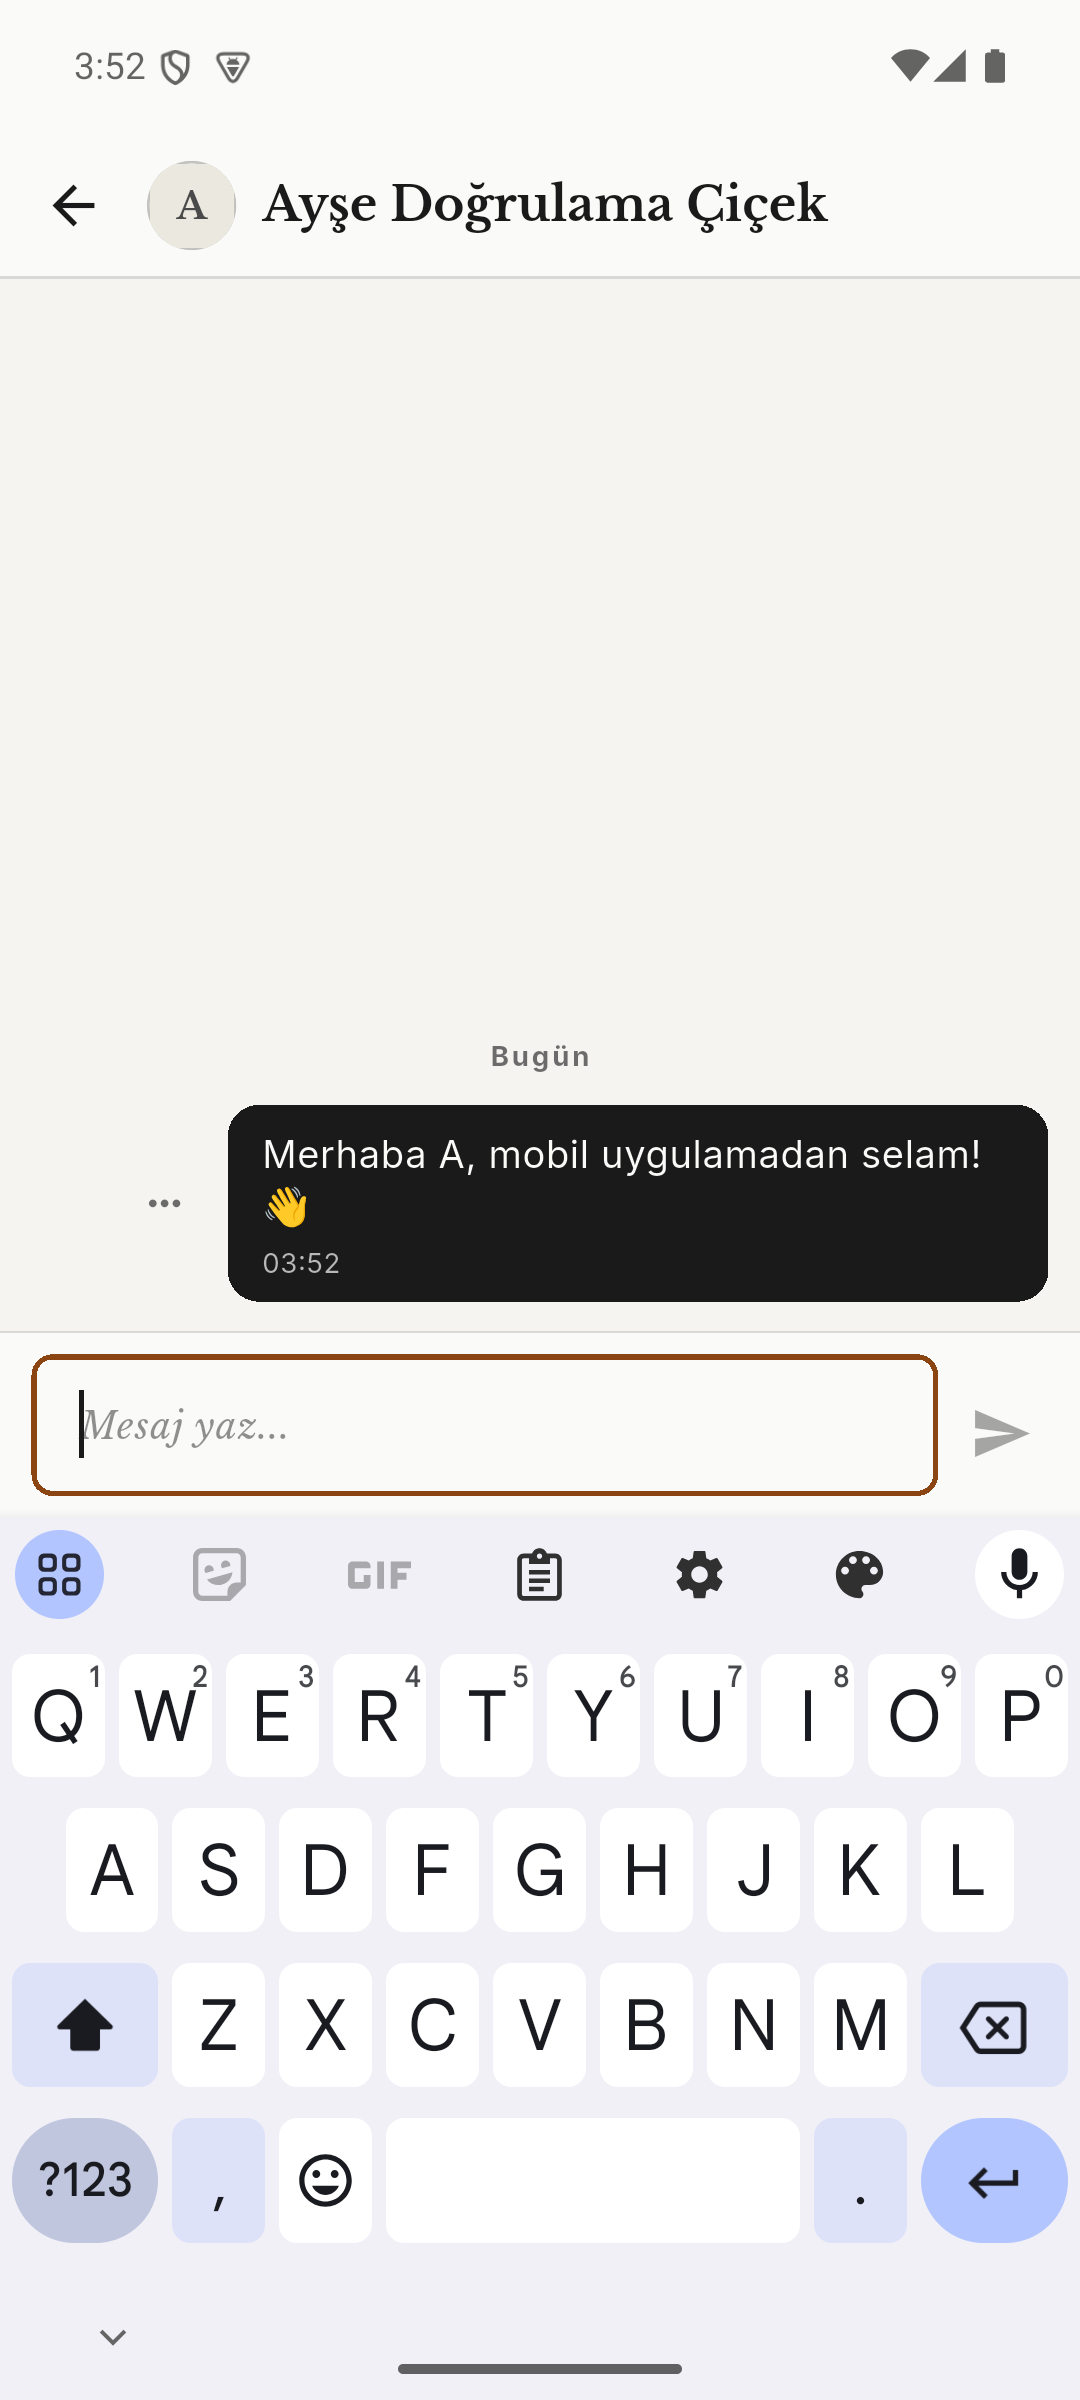 3:52
A Ayşe Doğrulama Çiçek
Bugün
Merhaba A, mobil uygulamadan selam!
👋
03:52
Mesaj yaz...
GIF
Q1 W2 E3 R4 T5 Y6 U7 I8 O9 P0
A S D F G H J K L
Z X C V B N M
?123 , .